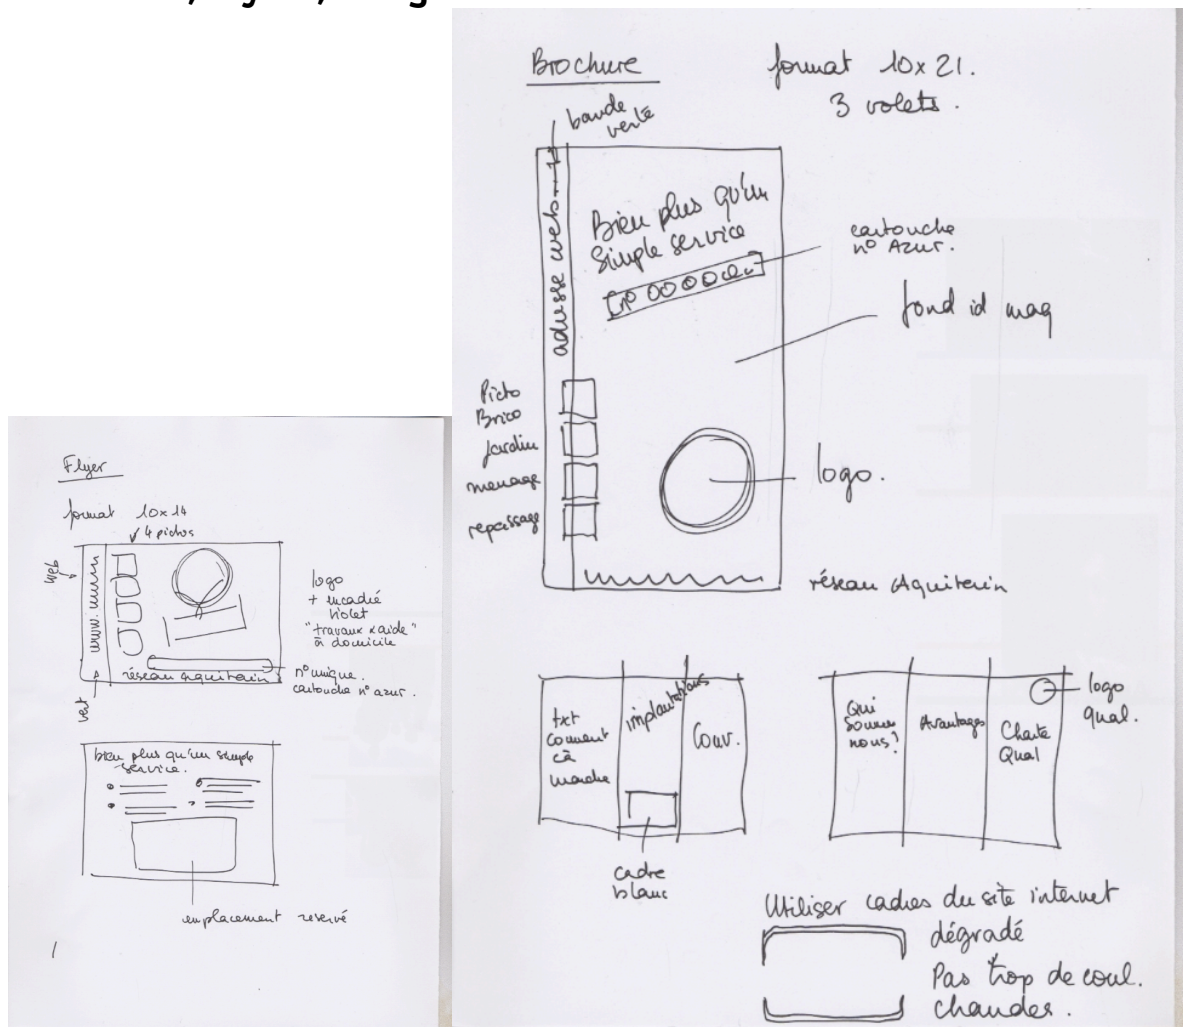 Brochure
format 10x21.
3 volets.
bande
verte
adresse web
Bien plus qu'un
Simple service
N° 0000
cartouche
n° Azur.
fond id mag
Picto
Brico
Jardin
menage
repassage
logo.
réseau Aquitain
txt
comment
ça
marche
implantations
Couv.
cadre
blanc
Qui
Sommes
nous?
Avantages
Charte
Qual
logo
Qual.
Utiliser cadres du site internet
dégradé
Pas trop de coul.
chaudes.
Flyer
format 10x14
4 pictos
web
www.
vert
réseau Aquitain
logo
+ encadré
violet
"travaux x aide"
à domicile
n° unique.
cartouche n° azur.
bien plus qu'un simple
service.
emplacement réservé